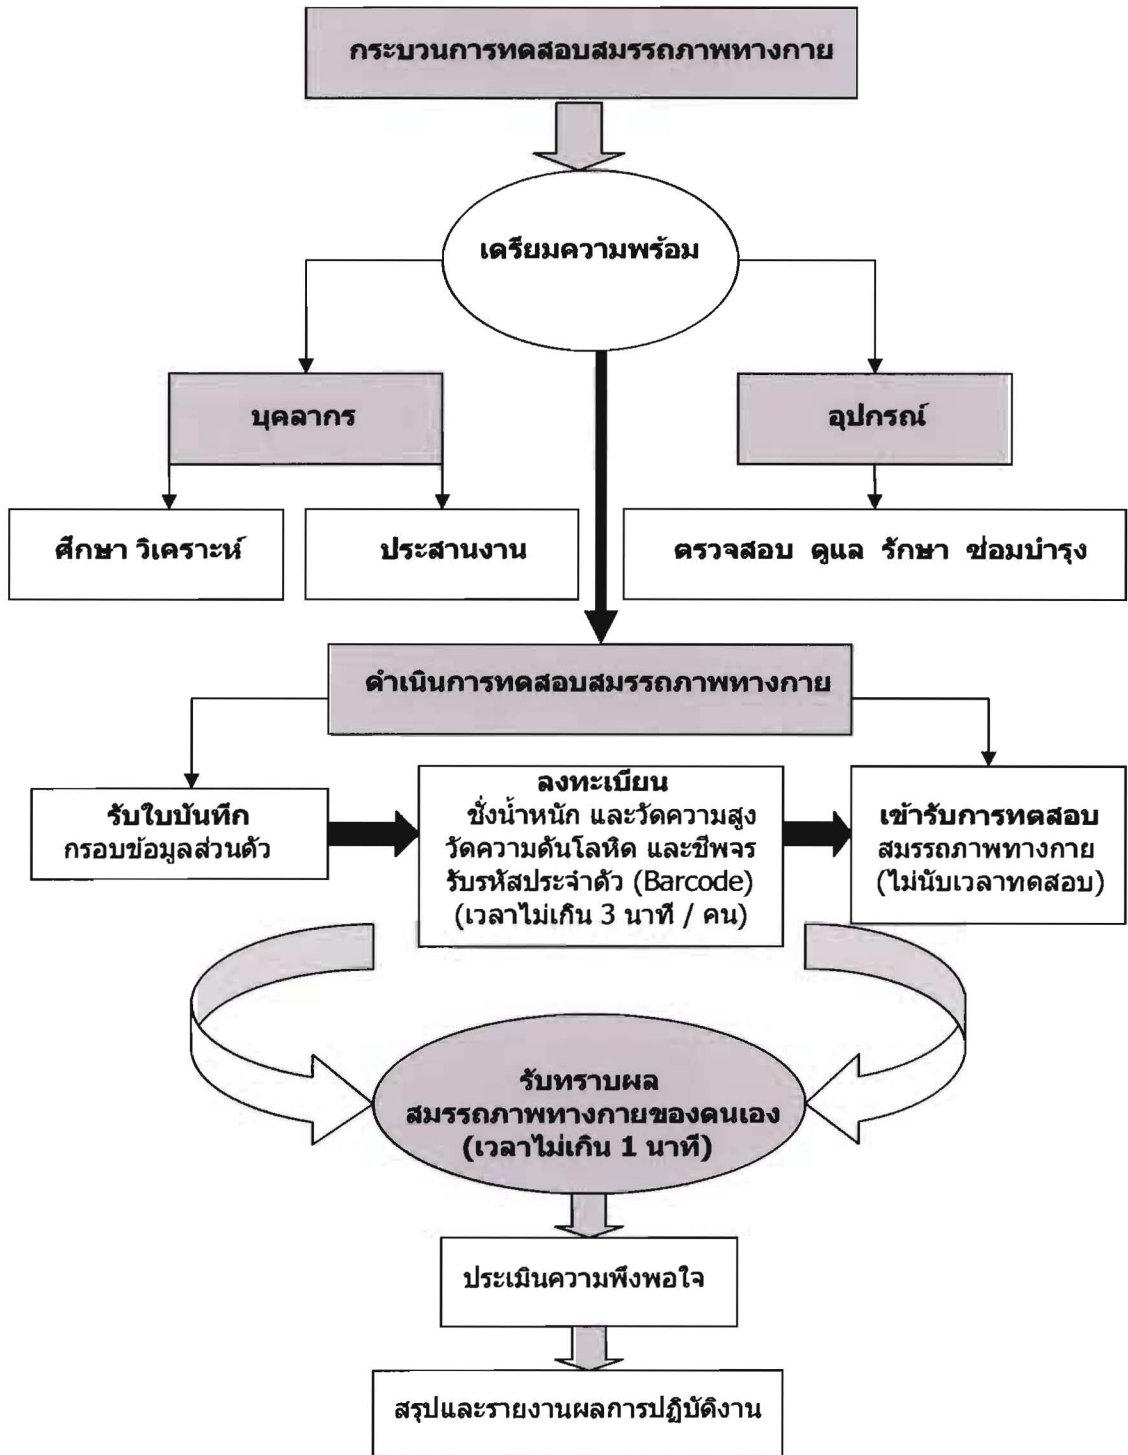 กระบวนการทดสอบสมรรถภาพทางกาย
เตรียมความพร้อม
บุคลากร
อุปกรณ์
ศึกษา วิเคราะห์
ประสานงาน
ตรวจสอบ ดูแล รักษา ซ่อมบำรุง
ดำเนินการทดสอบสมรรถภาพทางกาย
รับใบบันทึก
กรอบข้อมูลส่วนตัว
ลงทะเบียน
ชั่งน้ำหนัก และวัดความสูง
วัดความดันโลหิต และชีพจร
รับรหัสประจำตัว (Barcode)
(เวลาไม่เกิน 3 นาที / คน)
เข้ารับการทดสอบ
สมรรถภาพทางกาย
(ไม่นับเวลาทดสอบ)
รับทราบผล
สมรรถภาพทางกายของตนเอง
(เวลาไม่เกิน 1 นาที)
ประเมินความพึงพอใจ
สรุปและรายงานผลการปฏิบัติงาน